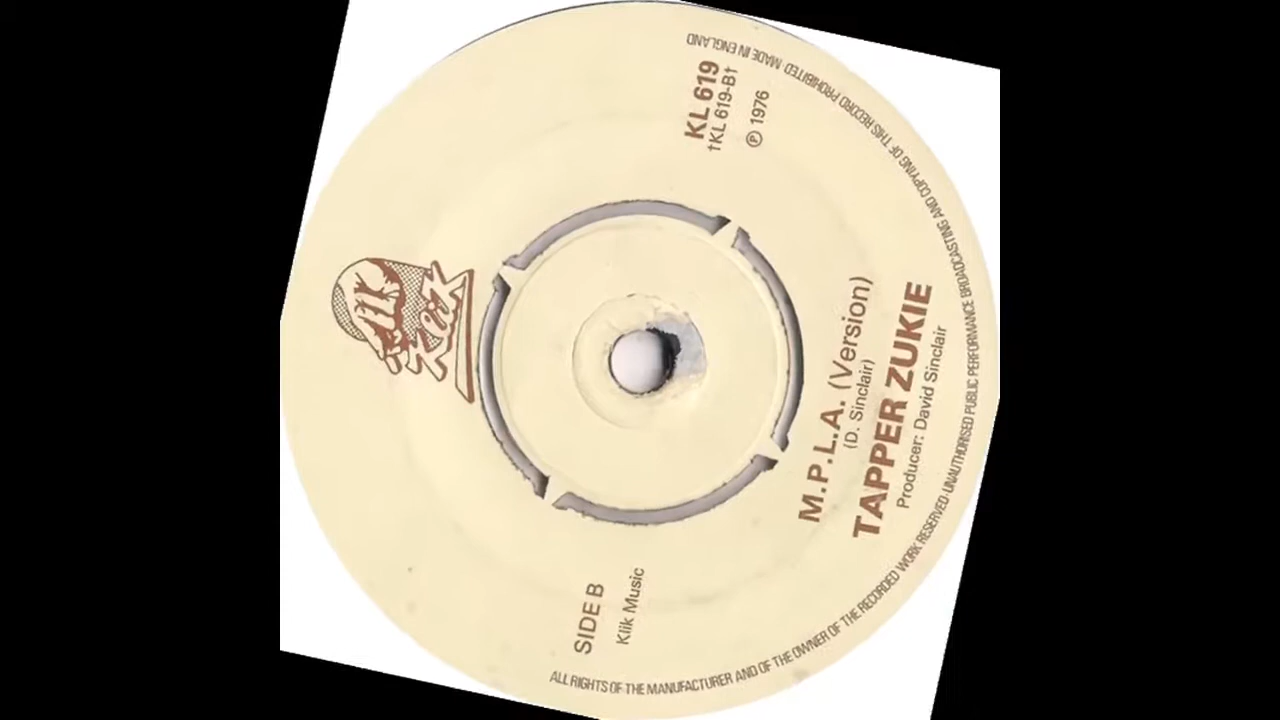 Klik
KL 619
†KL 619-B†
℗ 1976
SIDE B
Klik Music
M.P.L.A. (Version)
(D. Sinclair)
TAPPER ZUKIE
Producer: David Sinclair
ALL RIGHTS OF THE MANUFACTURER AND OF THE OWNER OF THE RECORDED WORK RESERVED·UNAUTHORISED PUBLIC PERFORMANCE BROADCASTING AND COPYING OF THIS RECORD PROHIBITED MADE IN ENGLAND